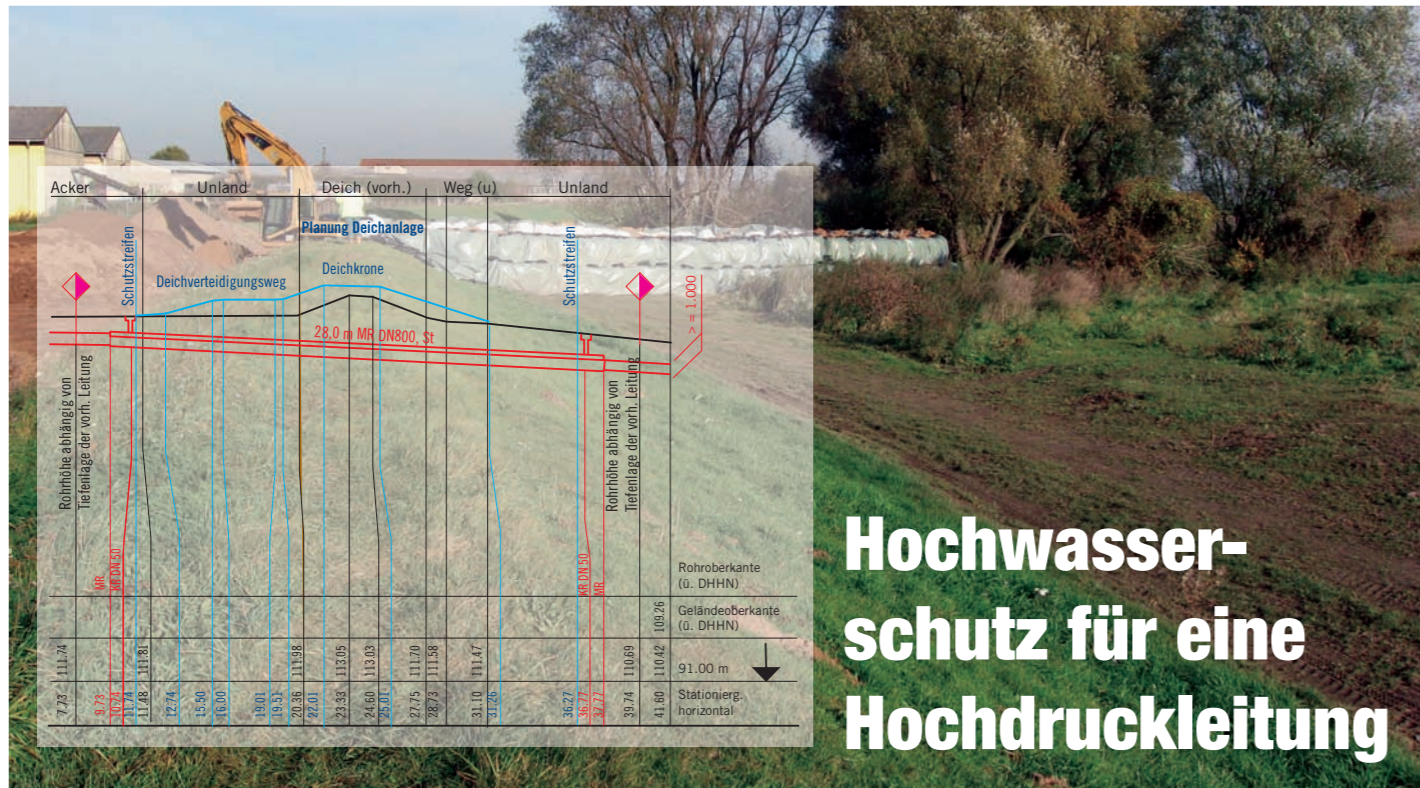 Acker Unland Deich (vorh.) Weg (u) Unland
Planung Deichanlage
Schutzstreifen
Deichverteidigungsweg
Deichkrone
Schutzstreifen
> = 1.000
28,0 m MR DN800, St
Rohrhöhe abhängig von
Tiefenlage der vorh. Leitung
Rohrhöhe abhängig von
Tiefenlage der vorh. Leitung
MR
KR DN 50
KR DN 50
MR
Rohroberkante
(ü. DHHN)
109.26
Geländeoberkante
(ü. DHHN)
111.74 111.81 111.98 113.05 113.03 111.70 111.58 111.47 110.69 110.42 91.00 m
7.73 9.73 10.74 11.74 11.48 12.74 15.50 16.00 19.01 19.51 20.36 22.01 23.33 24.60 25.01 27.75 28.73 31.10 31.26 36.27 36.77 37.77 39.74 41.60
Stationierg.
horizontal
Hochwasser-
schutz für eine
Hochdruckleitung